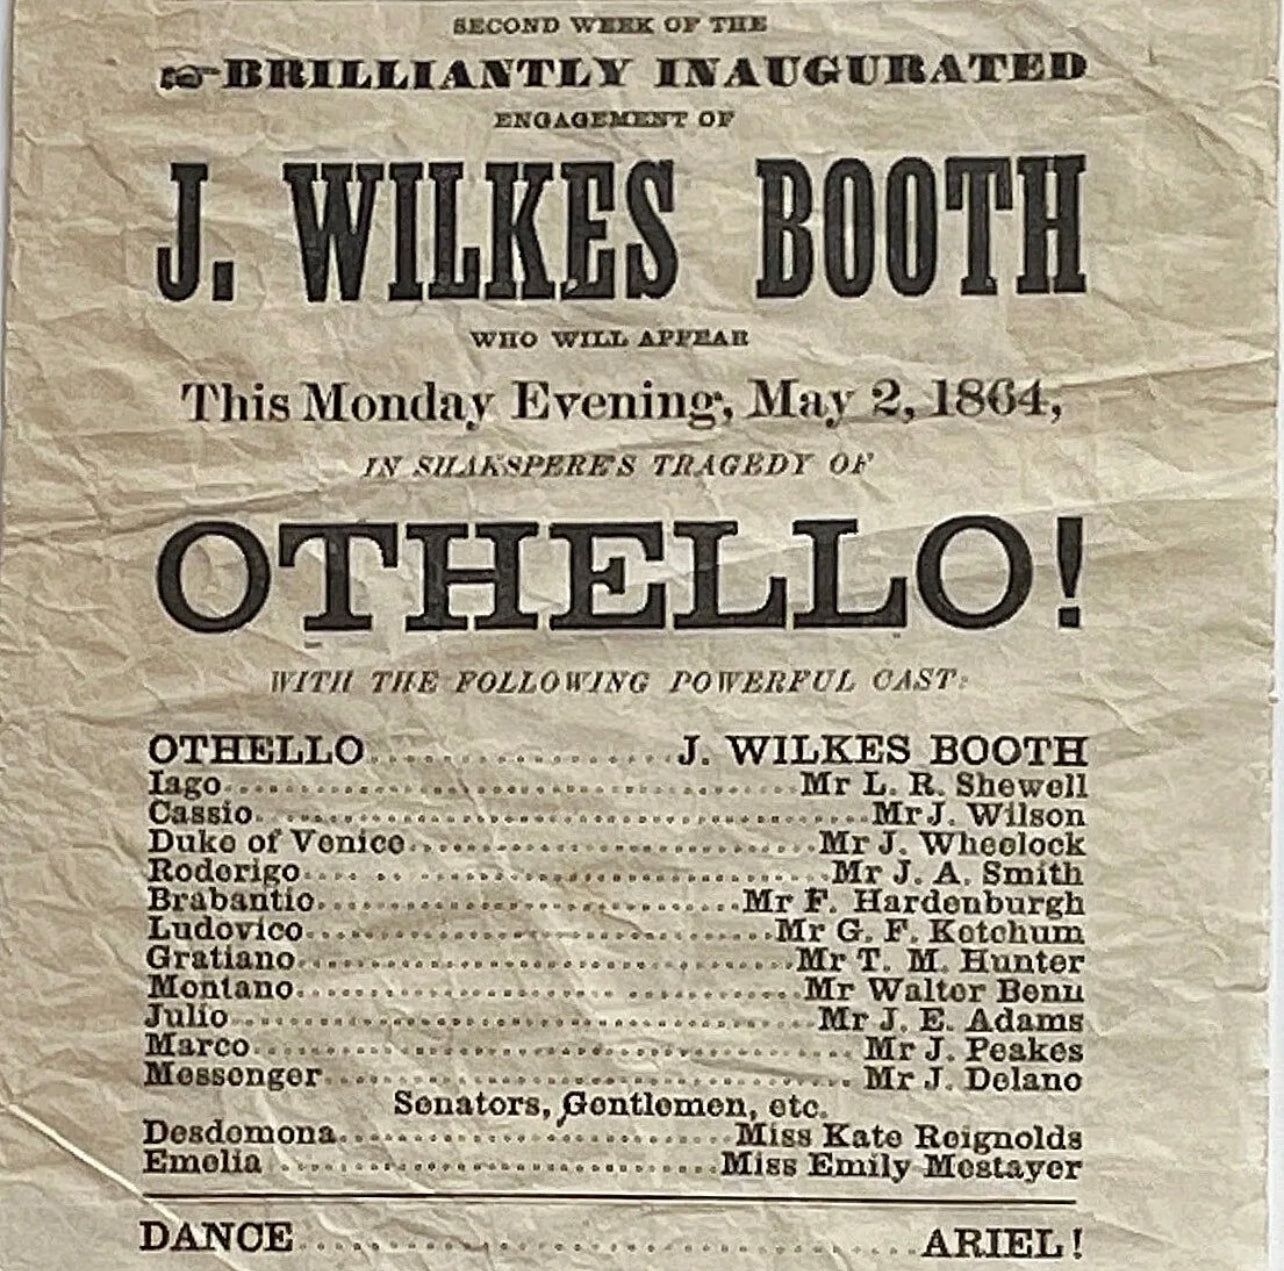 SECOND WEEK OF THE
BRILLIANTLY INAUGURATED
ENGAGEMENT OF
J. WILKES BOOTH
WHO WILL APPEAR
This Monday Evening, May 2, 1864,
IN SHAKSPERE'S TRAGEDY OF
OTHELLO!
WITH THE FOLLOWING POWERFUL CAST:
OTHELLO..................J. WILKES BOOTH
Iago..................Mr L. R. Shewell
Cassio..................Mr J. Wilson
Duke of Venice..................Mr J. Wheelock
Roderigo..................Mr J. A. Smith
Brabantio..................Mr F. Hardenburgh
Ludovico..................Mr G. F. Ketchum
Gratiano..................Mr T. M. Hunter
Montano..................Mr Walter Benn
Julio..................Mr J. E. Adams
Marco..................Mr J. Peakes
Messenger..................Mr J. Delano
Senators, Gentlemen, etc.
Desdemona..................Miss Kate Reignolds
Emelia..................Miss Emily Mestayer
DANCE..................ARIEL!